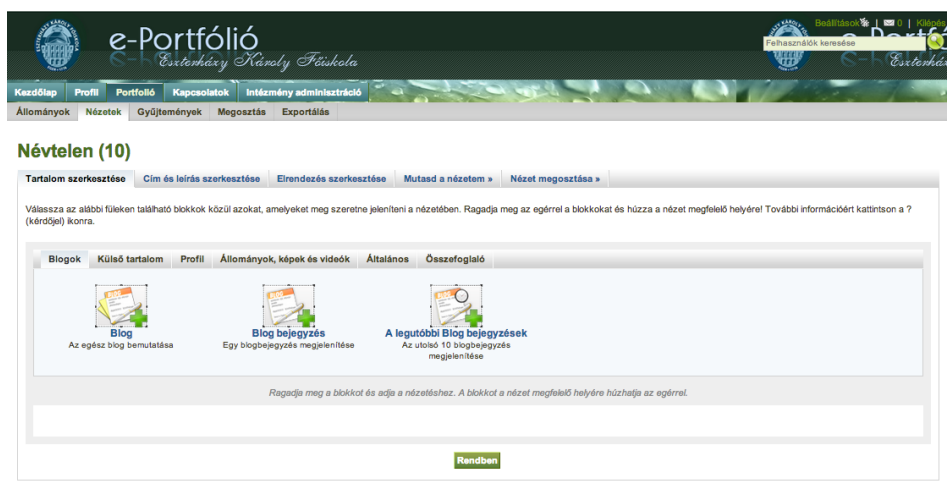 e-Portfólió
Eszterházy Károly Főiskola
Beállítások | 0 | Kilépés
Felhasználók keresése
Kezdőlap Profil Portfolió Kapcsolatok Intézmény adminisztráció
Állományok Nézetek Gyűjtemények Megosztás Exportálás
Névtelen (10)
Tartalom szerkesztése Cím és leírás szerkesztése Elrendezés szerkesztése Mutasd a nézetem » Nézet megosztása »
Válassza az alábbi füleken található blokkok közül azokat, amelyeket meg szeretne jeleníteni a nézetében. Ragadja meg az egérrel a blokkokat és húzza a nézet megfelelő helyére! További információért kattintson a ?
(kérdőjel) ikonra.
Blogok Külső tartalom Profil Állományok, képek és videók Általános Összefoglaló
Blog Blog bejegyzés A legutóbbi Blog bejegyzések
Az egész blog bemutatása Egy blogbejegyzés megjelenítése Az utolsó 10 blogbejegyzés
megjelenítése
Ragadja meg a blokkot és adja a nézetéshez. A blokkot a nézet megfelelő helyére húzhatja az egérrel.
Rendben